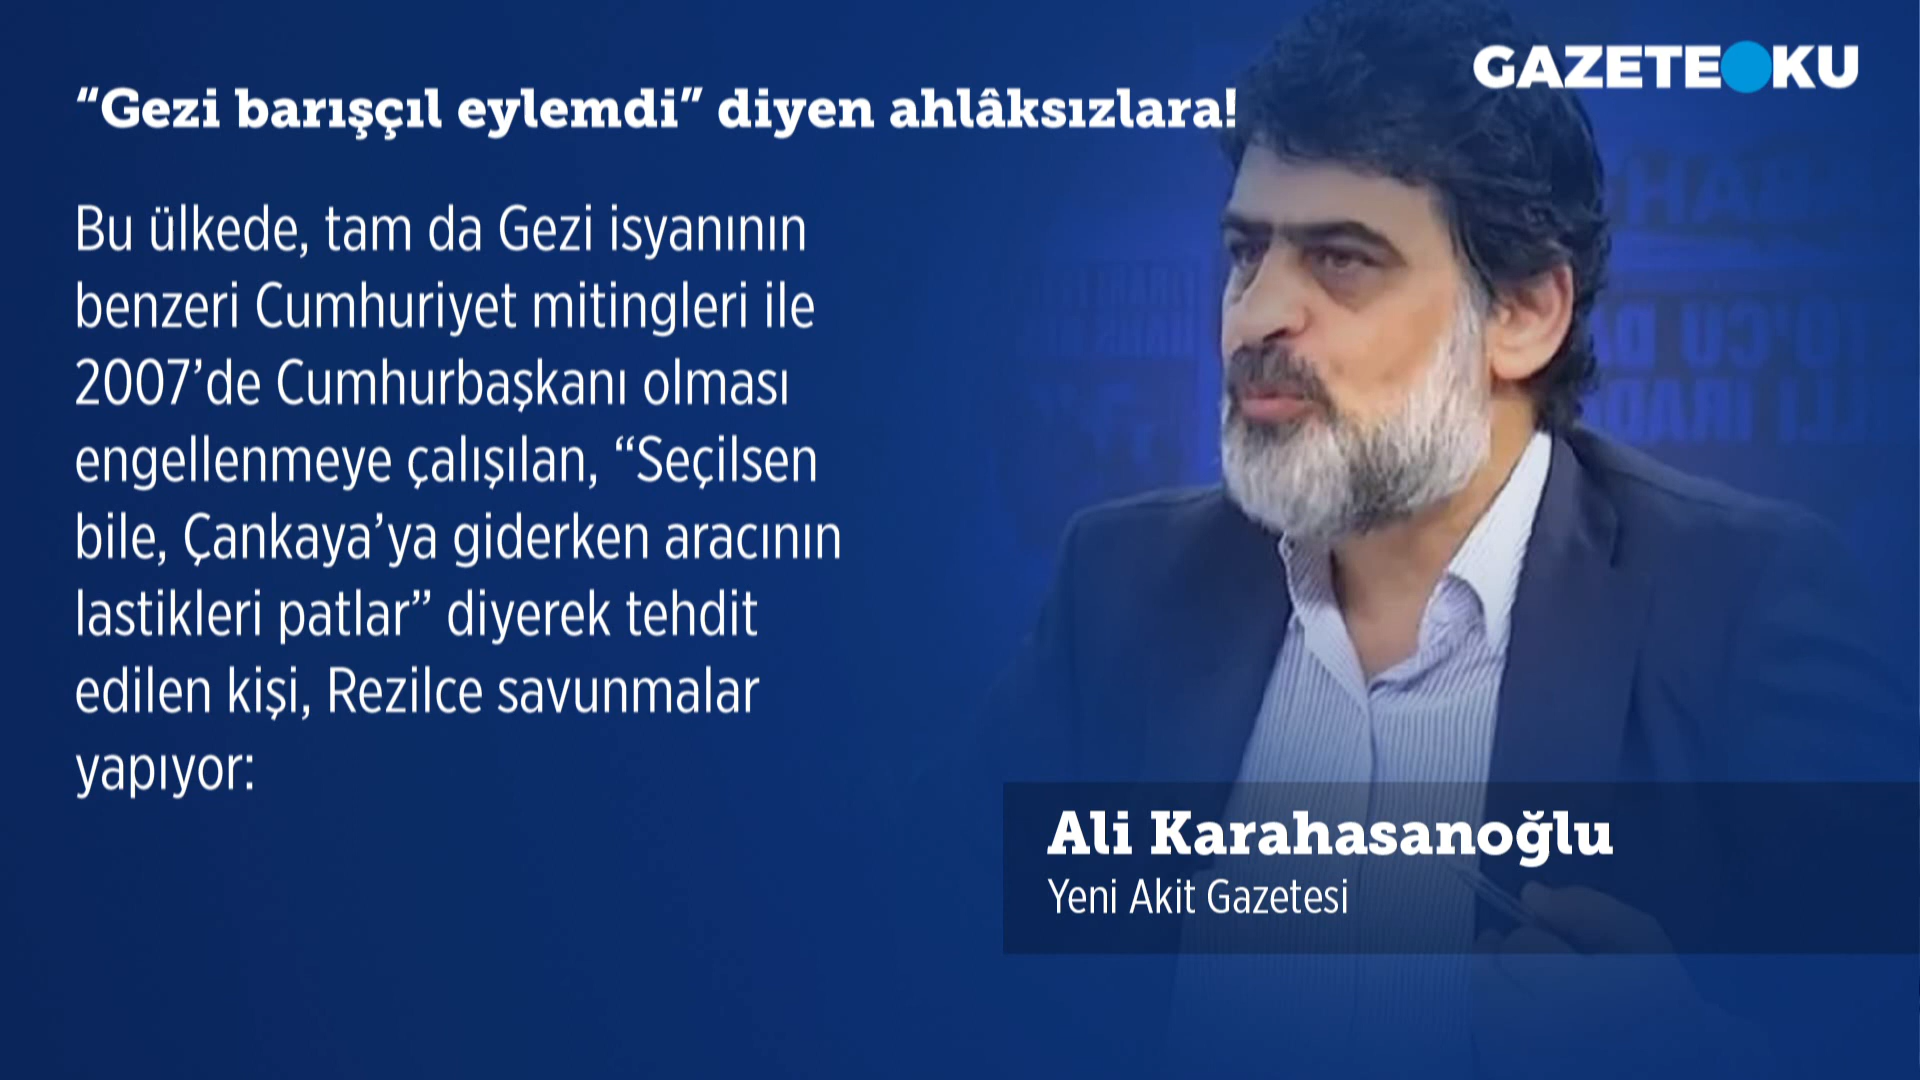 GAZETEOKU
“Gezi barışçıl eylemdi” diyen ahlâksızlara!
Bu ülkede, tam da Gezi isyanının
benzeri Cumhuriyet mitingleri ile
2007’de Cumhurbaşkanı olması
engellenmeye çalışılan, “Seçilsen
bile, Çankaya’ya giderken aracının
lastikleri patlar” diyerek tehdit
edilen kişi, Rezilce savunmalar
yapıyor:
Ali Karahasanoğlu
Yeni Akit Gazetesi